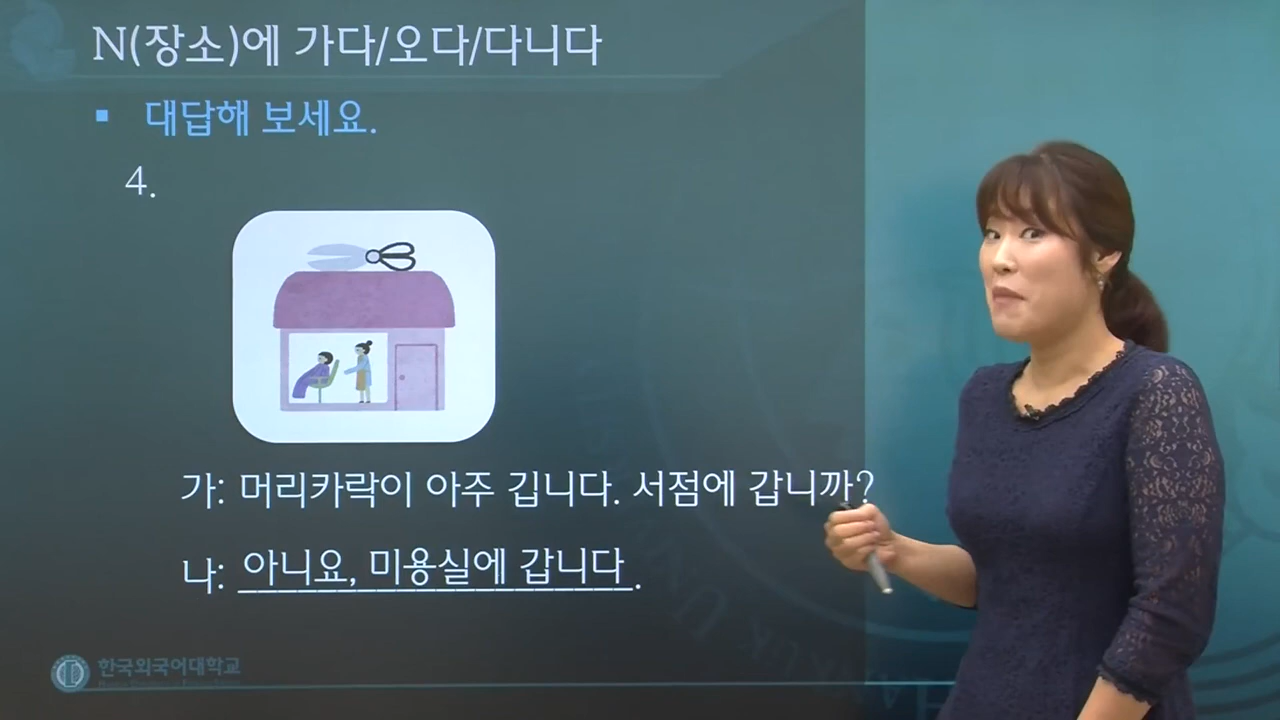 N(장소)에 가다/오다/다니다
▪ 대답해 보세요.
4.
가: 머리카락이 아주 깁니다. 서점에 갑니까?
나: 아니요, 미용실에 갑니다.
한국외국어대학교